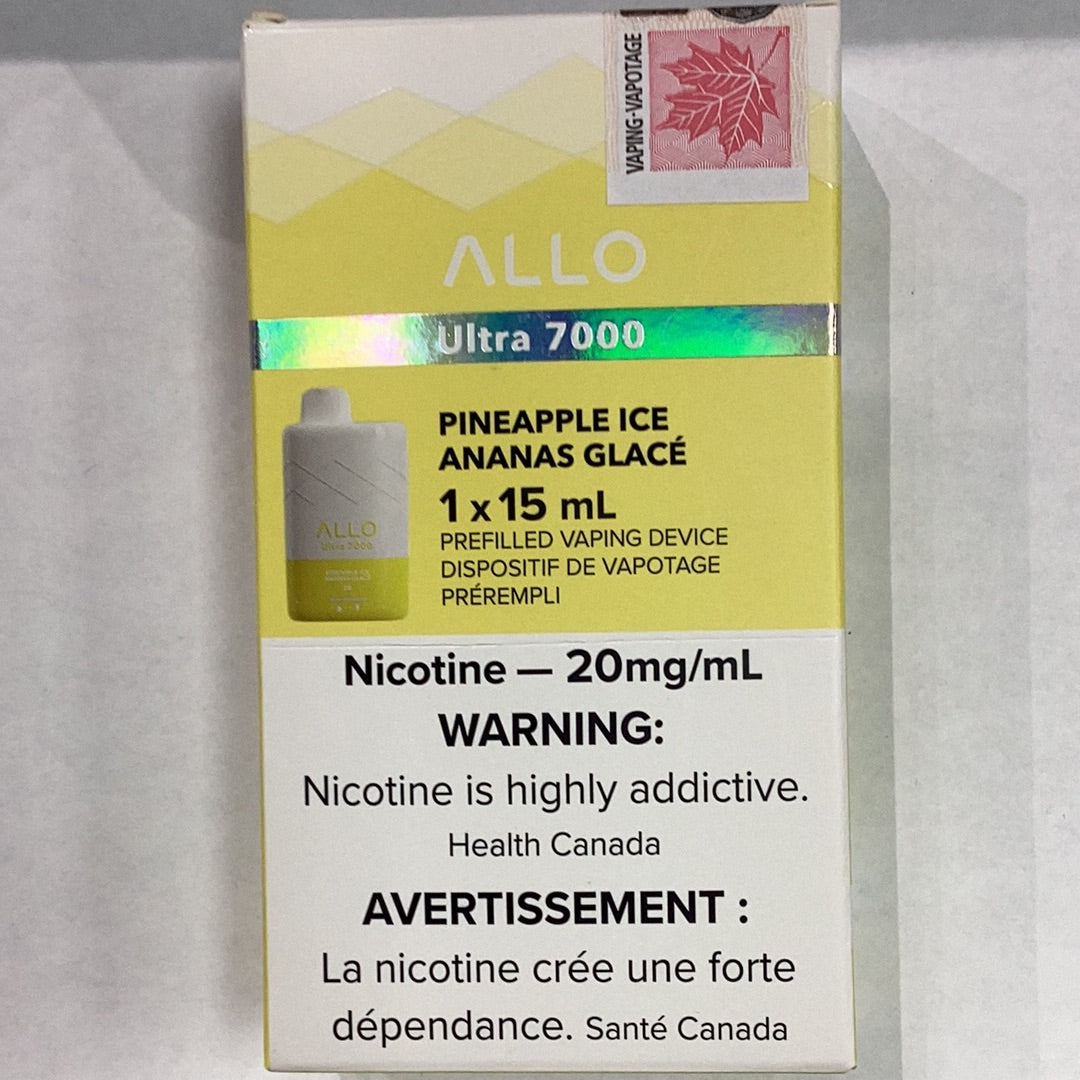 VAPING-VAPOTAGE
ALLO
Ultra 7000
PINEAPPLE ICE
ANANAS GLACÉ
1 x 15 mL
PREFILLED VAPING DEVICE
DISPOSITIF DE VAPOTAGE
PRÉREMPLI
ALLO
Ultra 7000
Nicotine — 20mg/mL
WARNING:
Nicotine is highly addictive.
Health Canada
AVERTISSEMENT :
La nicotine crée une forte
dépendance. Santé Canada